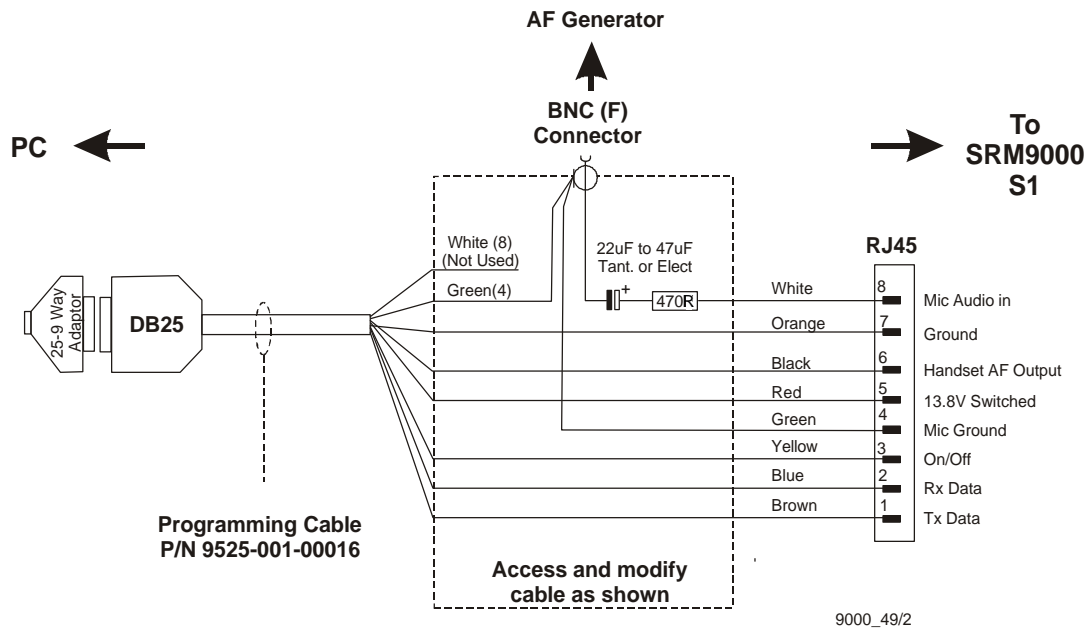 AF Generator
BNC (F)
Connector
PC
To
SRM9000
S1
RJ45
White (8)
(Not Used)
Green(4)
22uF to 47uF
Tant. or Elect
+
470R
25-9 Way
Adaptor
DB25
White
8
Mic Audio in
Orange
7
Ground
Black
6
Handset AF Output
Red
5
13.8V Switched
Green
4
Mic Ground
Yellow
3
On/Off
Blue
2
Rx Data
Brown
1
Tx Data
Programming Cable
P/N 9525-001-00016
Access and modify
cable as shown
9000_49/2